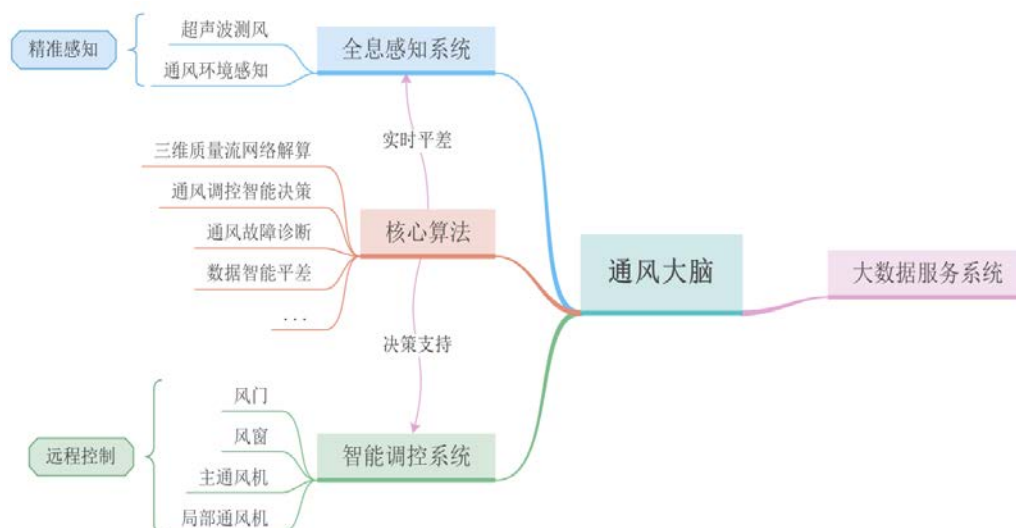 超声波测风
通风环境感知
精准感知
全息感知系统
实时平差
三维质量流网络解算
通风调控智能决策
通风故障诊断
数据智能平差
...
核心算法
通风大脑
大数据服务系统
决策支持
风门
风窗
主通风机
局部通风机
远程控制
智能调控系统